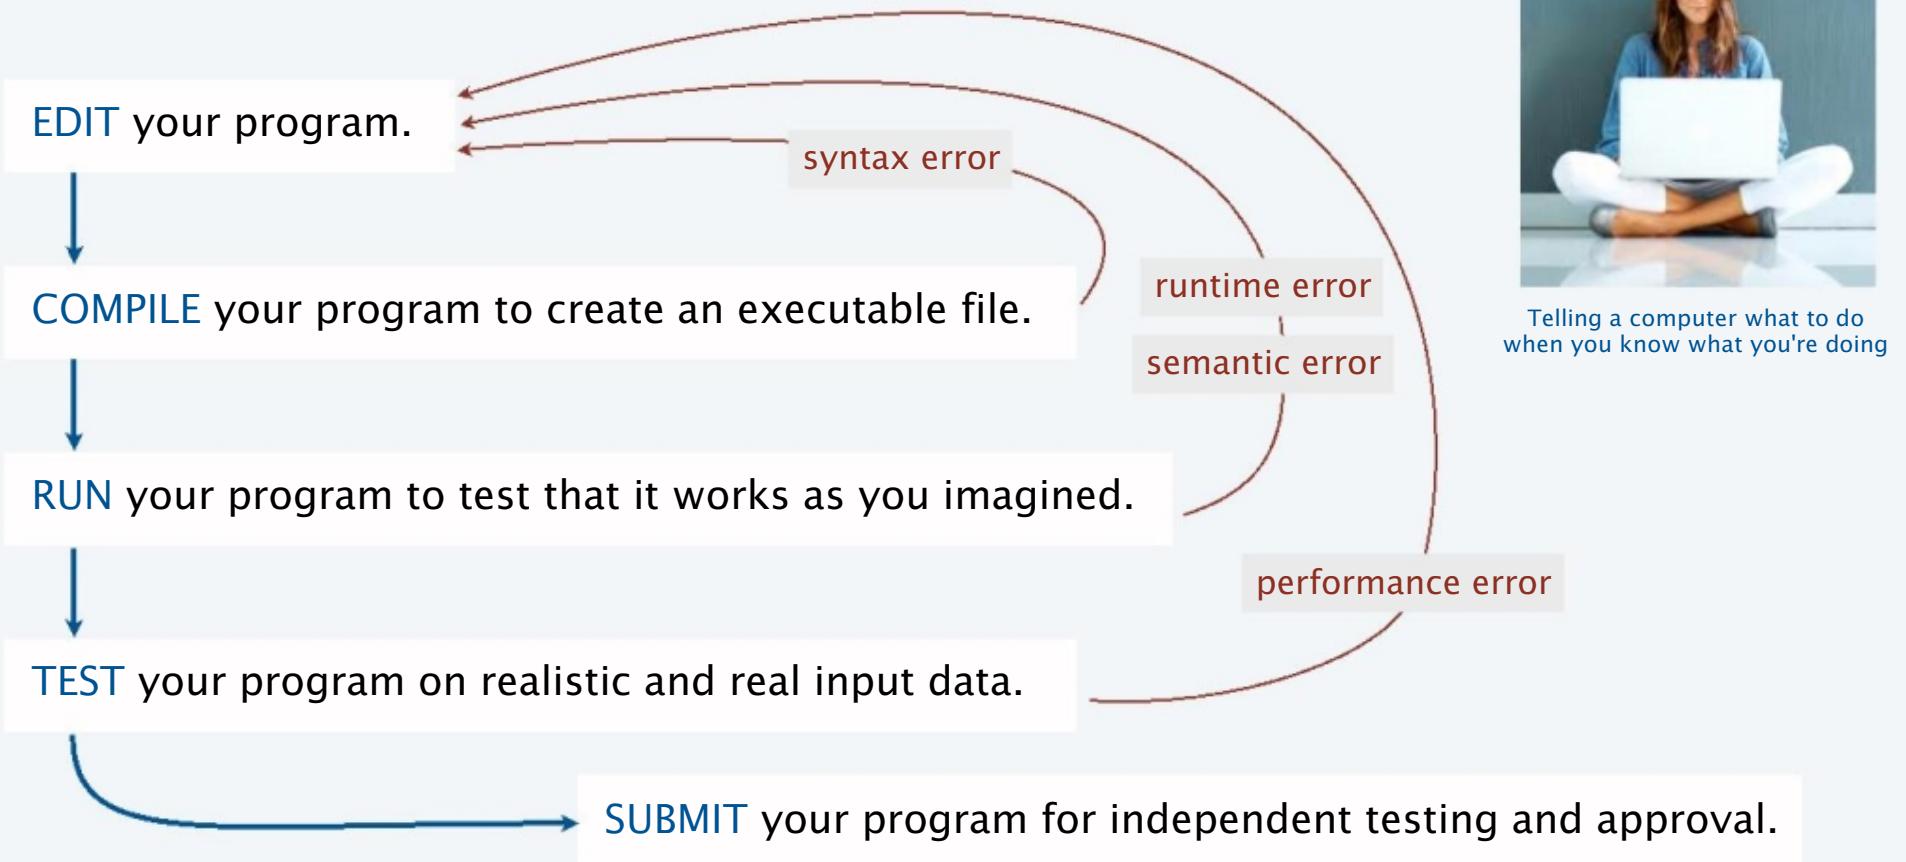 EDIT your program.
syntax error
COMPILE your program to create an executable file.
runtime error
semantic error
Telling a computer what to do
when you know what you're doing
RUN your program to test that it works as you imagined.
performance error
TEST your program on realistic and real input data.
SUBMIT your program for independent testing and approval.